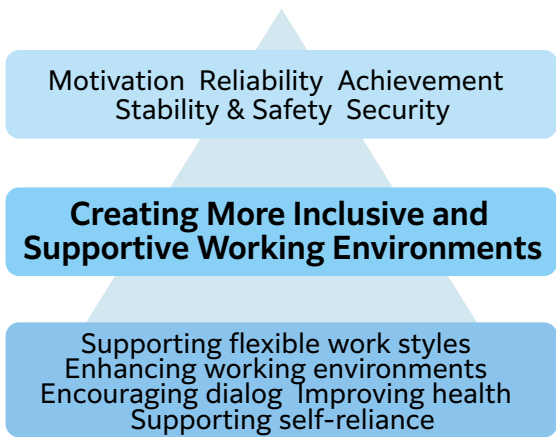 Motivation Reliability Achievement
Stability & Safety Security
Creating More Inclusive and
Supportive Working Environments
Supporting flexible work styles
Enhancing working environments
Encouraging dialog Improving health
Supporting self-reliance